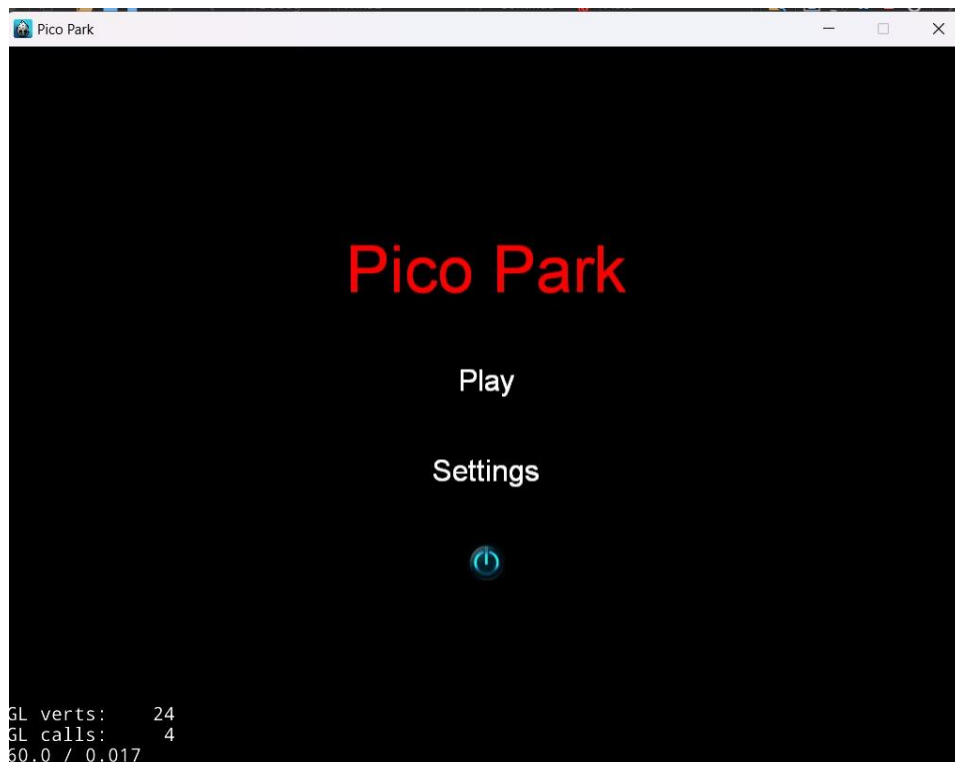 Pico Park
Pico Park
Play
Settings
GL verts: 24
GL calls: 4
60.0 / 0.017